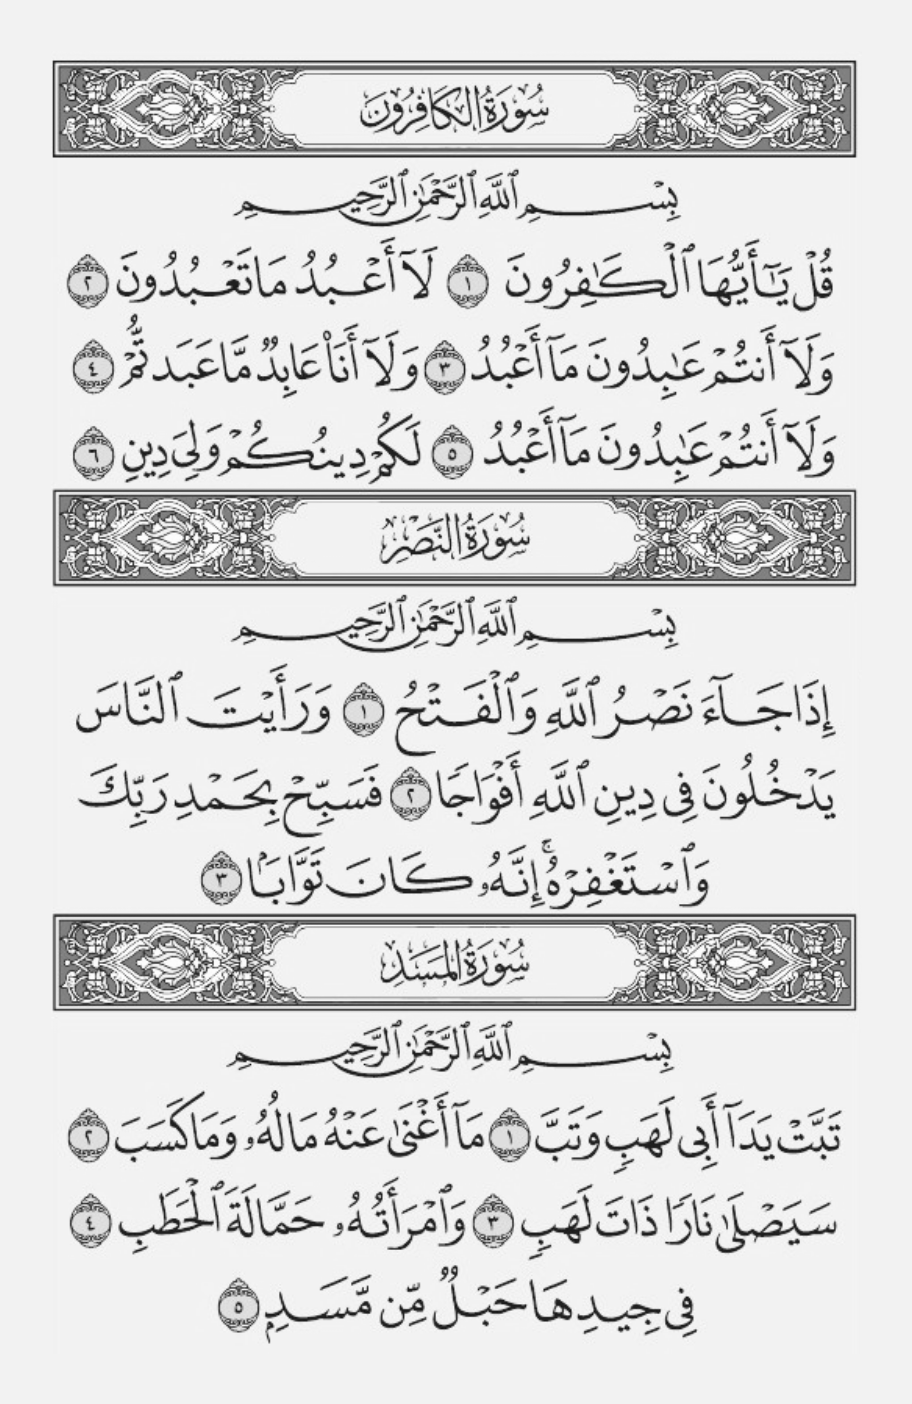 سُورَةُ الكَافِرُونَ
بِسْمِ ٱللَّهِ ٱلرَّحْمَٰنِ ٱلرَّحِيمِ
قُلْ يَٰٓأَيُّهَا ٱلْكَٰفِرُونَ ١ لَآ أَعْبُدُ مَا تَعْبُدُونَ ٢
وَلَآ أَنتُمْ عَٰبِدُونَ مَآ أَعْبُدُ ٣ وَلَآ أَنَا۠ عَابِدٌ مَّا عَبَدتُّمْ ٤
وَلَآ أَنتُمْ عَٰبِدُونَ مَآ أَعْبُدُ ٥ لَكُمْ دِينُكُمْ وَلِىَ دِينِ ٦
سُورَةُ النَّصْرِ
بِسْمِ ٱللَّهِ ٱلرَّحْمَٰنِ ٱلرَّحِيمِ
إِذَا جَآءَ نَصْرُ ٱللَّهِ وَٱلْفَتْحُ ١ وَرَأَيْتَ ٱلنَّاسَ
يَدْخُلُونَ فِى دِينِ ٱللَّهِ أَفْوَاجًا ٢ فَسَبِّحْ بِحَمْدِ رَبِّكَ
وَٱسْتَغْفِرْهُ ۚ إِنَّهُۥ كَانَ تَوَّابًۢا ٣
سُورَةُ المَسَدِ
بِسْمِ ٱللَّهِ ٱلرَّحْمَٰنِ ٱلرَّحِيمِ
تَبَّتْ يَدَآ أَبِى لَهَبٍ وَتَبَّ ١ مَآ أَغْنَىٰ عَنْهُ مَالُهُۥ وَمَا كَسَبَ ٢
سَيَصْلَىٰ نَارًا ذَاتَ لَهَبٍ ٣ وَٱمْرَأَتُهُۥ حَمَّالَةَ ٱلْحَطَبِ ٤
فِى جِيدِهَا حَبْلٌ مِّن مَّسَدٍۭ ٥